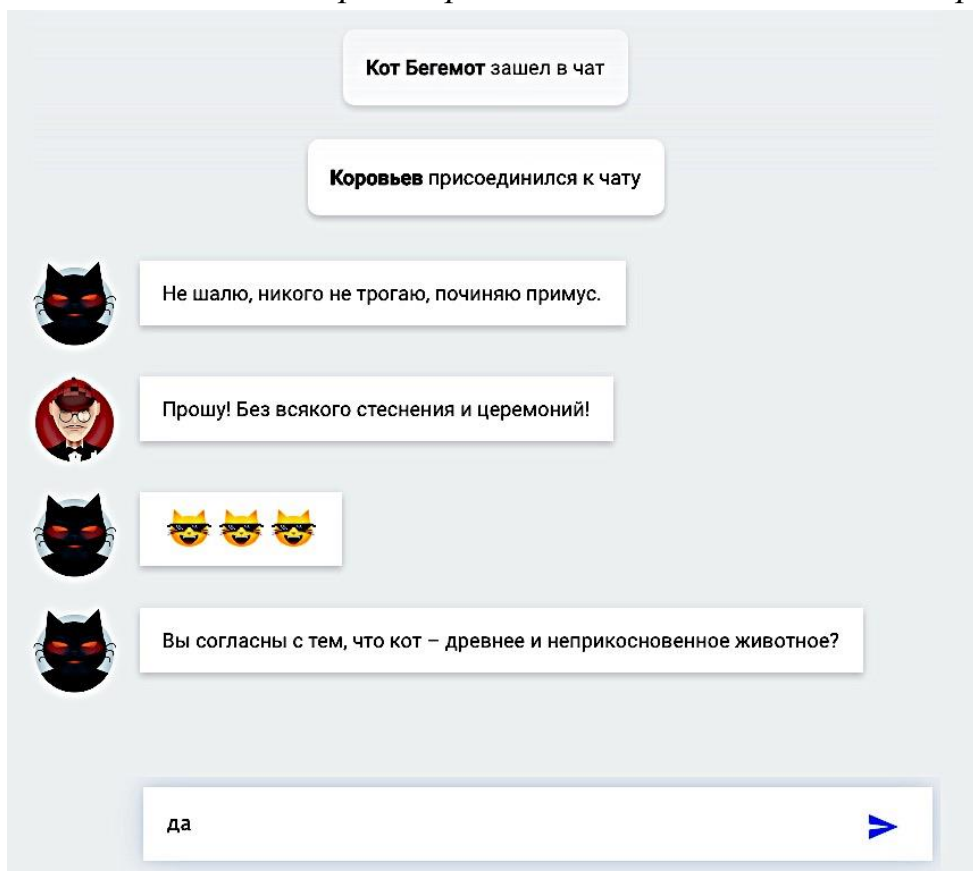 Кот Бегемот зашел в чат
Коровьев присоединился к чату
Не шалю, никого не трогаю, починяю примус.
Прошу! Без всякого стеснения и церемоний!
Вы согласны с тем, что кот – древнее и неприкосновенное животное?
да